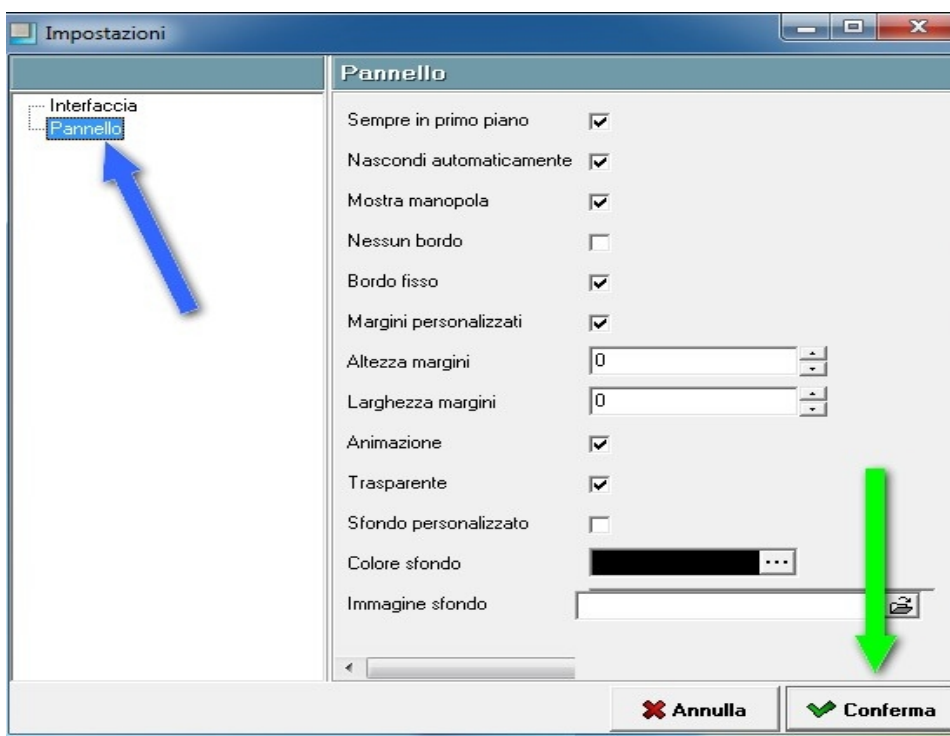 Impostazioni
Pannello
Interfaccia
Pannello
Sempre in primo piano
Nascondi automaticamente
Mostra manopola
Nessun bordo
Bordo fisso
Margini personalizzati
Altezza margini 0
Larghezza margini 0
Animazione
Trasparente
Sfondo personalizzato
Colore sfondo ...
Immagine sfondo
Annulla Conferma